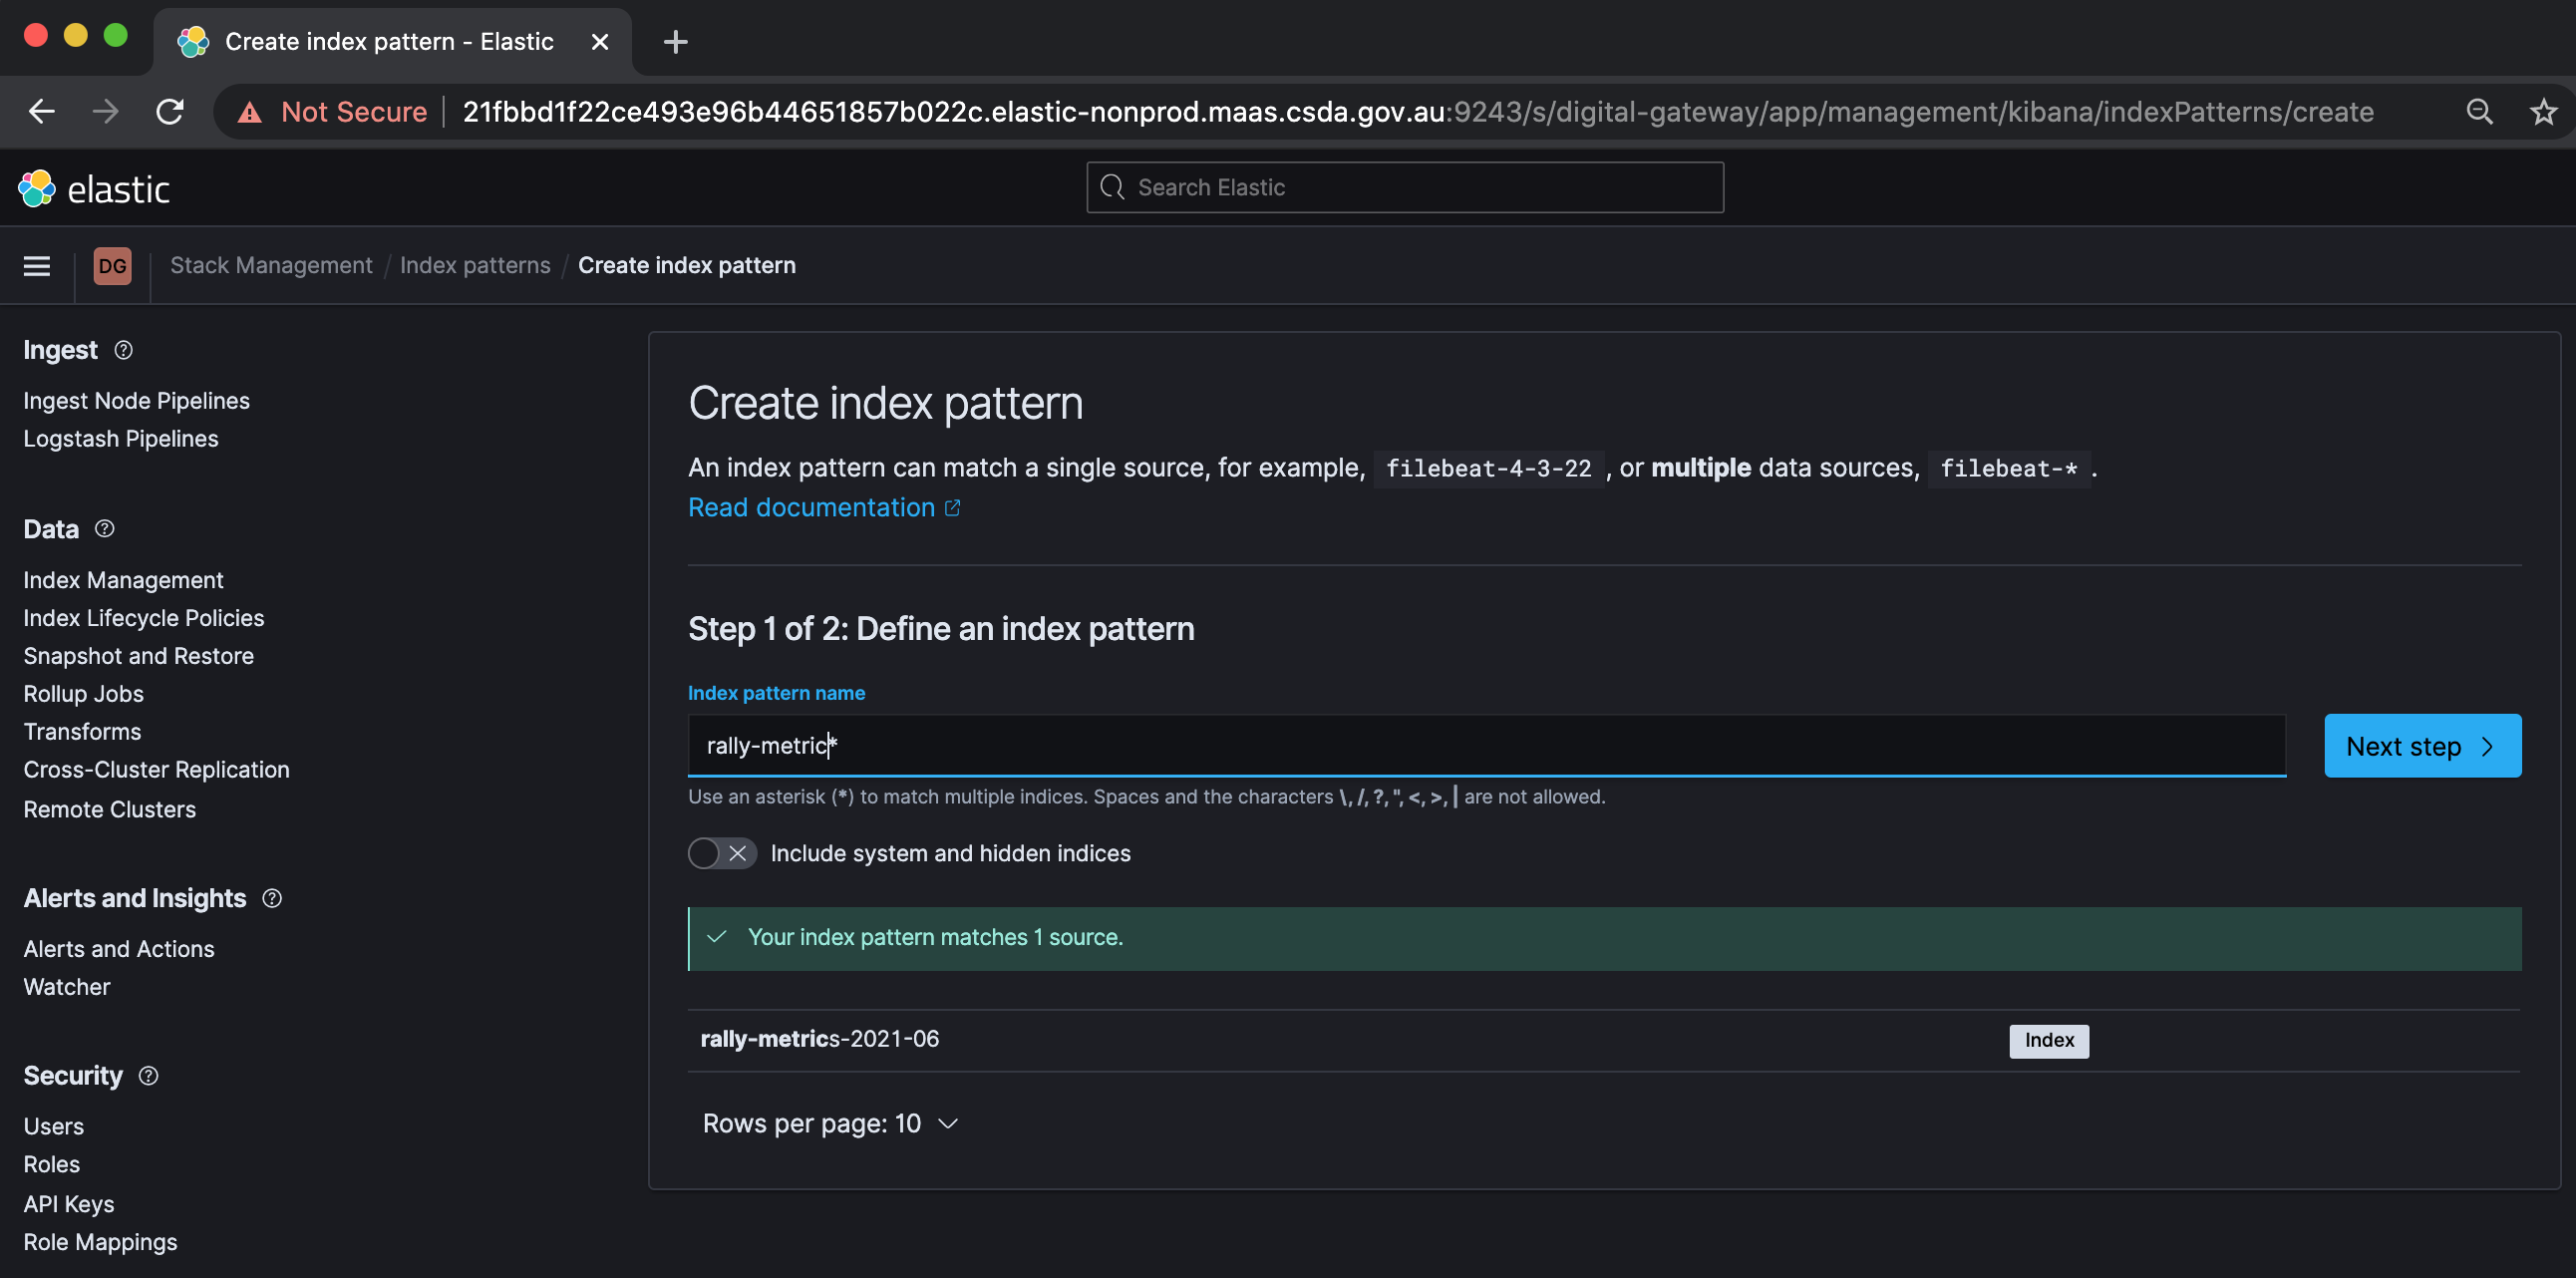 Create index pattern - Elastic
Not Secure 21fbbd1f22ce493e96b44651857b022c.elastic-nonprod.maas.csda.gov.au:9243/s/digital-gateway/app/management/kibana/indexPatterns/create
elastic
Search Elastic
DG Stack Management / Index patterns / Create index pattern
Ingest
Ingest Node Pipelines
Logstash Pipelines
Data
Index Management
Index Lifecycle Policies
Snapshot and Restore
Rollup Jobs
Transforms
Cross-Cluster Replication
Remote Clusters
Alerts and Insights
Alerts and Actions
Watcher
Security
Users
Roles
API Keys
Role Mappings
Create index pattern
An index pattern can match a single source, for example, filebeat-4-3-22 , or multiple data sources, filebeat-* .
Read documentation
Step 1 of 2: Define an index pattern
Index pattern name
rally-metric*
Next step
Use an asterisk (*) to match multiple indices. Spaces and the characters \, /, ?, ", <, >, | are not allowed.
Include system and hidden indices
Your index pattern matches 1 source.
rally-metrics-2021-06 Index
Rows per page: 10